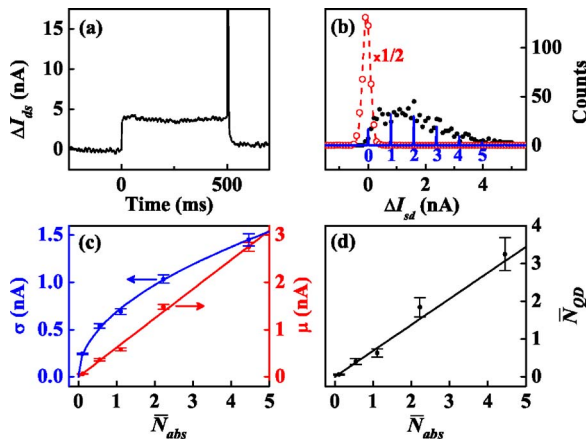 (a)
15
10
5
0
ΔI_ds (nA)
0
500
Time (ms)
(b)
×1/2
100
50
0
Counts
0 1 2 3 4 5
0
2
4
ΔI_sd (nA)
(c)
1.5
1.0
0.5
0.0
σ (nA)
3
2
1
0
μ (nA)
0 1 2 3 4 5
N̅_abs
(d)
4
3
2
1
0
N̅_QD
0 1 2 3 4 5
N̅_abs